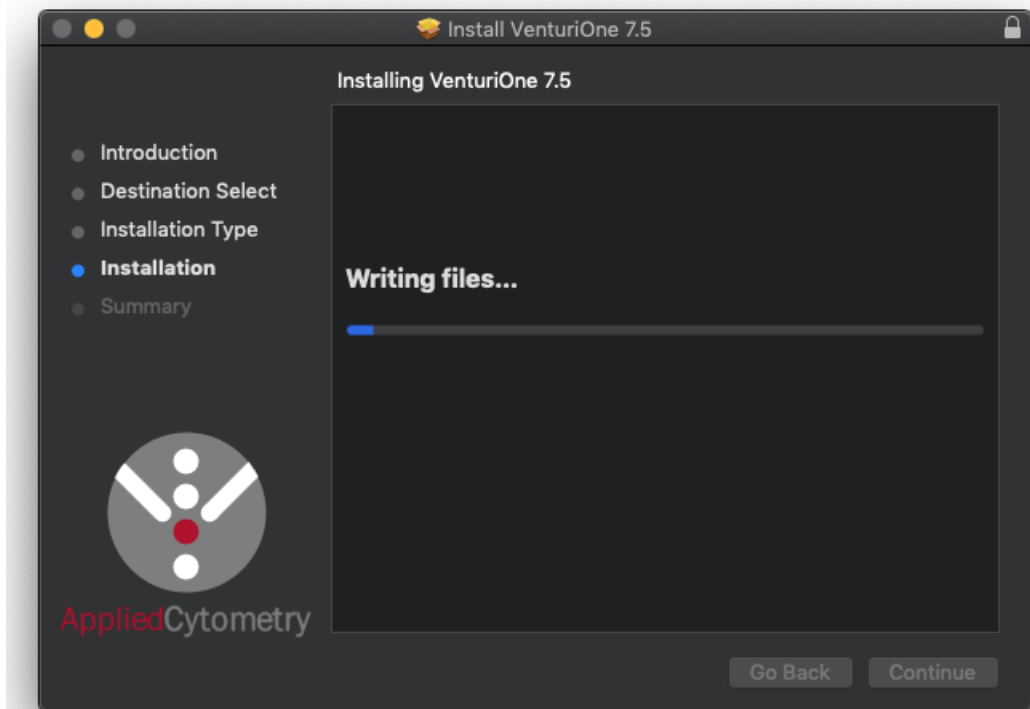 Install VenturiOne 7.5
Installing VenturiOne 7.5
Introduction
Destination Select
Installation Type
Installation
Summary
Writing files...
AppliedCytometry
Go Back
Continue